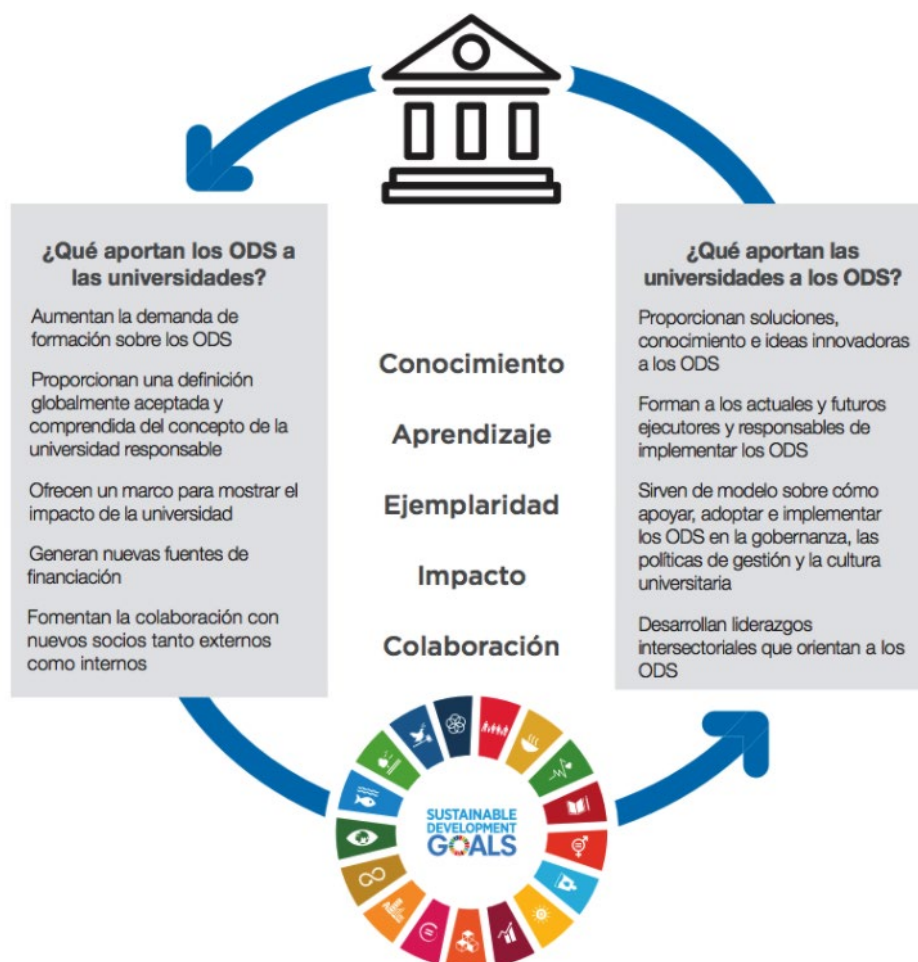 ¿Qué aportan los ODS a
las universidades?
Aumentan la demanda de
formación sobre los ODS
Proporcionan una definición
globalmente aceptada y
comprendida del concepto de la
universidad responsable
Ofrecen un marco para mostrar el
impacto de la universidad
Generan nuevas fuentes de
financiación
Fomentan la colaboración con
nuevos socios tanto externos
como internos
Conocimiento
Aprendizaje
Ejemplaridad
Impacto
Colaboración
¿Qué aportan las
universidades a los ODS?
Proporcionan soluciones,
conocimiento e ideas innovadoras
a los ODS
Forman a los actuales y futuros
ejecutores y responsables de
implementar los ODS
Sirven de modelo sobre cómo
apoyar, adoptar e implementar
los ODS en la gobernanza, las
políticas de gestión y la cultura
universitaria
Desarrollan liderazgos
intersectoriales que orientan a los
ODS
SUSTAINABLE
DEVELOPMENT
GOALS